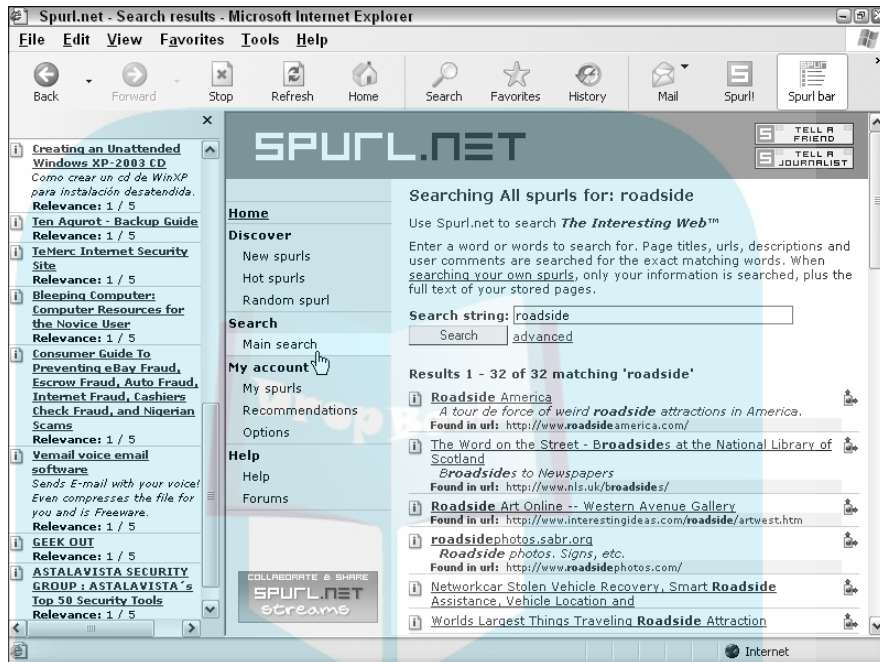 Spurl.net - Search results - Microsoft Internet Explorer
File Edit View Favorites Tools Help
Back Forward Stop Refresh Home Search Favorites History Mail Spurl! Spurl bar
Creating an Unattended
Windows XP-2003 CD
Como crear un cd de WinXP
para instalación desatendida.
Relevance: 1 / 5
Ten Aqurot - Backup Guide
Relevance: 1 / 5
TeMerc Internet Security
Site
Relevance: 1 / 5
Bleeping Computer:
Computer Resources for
the Novice User
Relevance: 1 / 5
Consumer Guide To
Preventing eBay Fraud,
Escrow Fraud, Auto Fraud,
Internet Fraud, Cashiers
Check Fraud, and Nigerian
Scams
Relevance: 1 / 5
Vemail voice email
software
Sends E-mail with your voice!
Even compresses the file for
you and is Freeware.
Relevance: 1 / 5
GEEK OUT
Relevance: 1 / 5
ASTALAVISTA SECURITY
GROUP : ASTALAVISTA´s
Top 50 Security Tools
Relevance: 1 / 5
SPURL.NET
TELL A
FRIEND
TELL A
JOURNALIST
Home
Discover
New spurls
Hot spurls
Random spurl
Search
Main search
My account
My spurls
Recommendations
Options
Help
Help
Forums
COLLABORATE & SHARE
SPURL.NET
streams
Searching All spurls for: roadside
Use Spurl.net to search The Interesting Web™
Enter a word or words to search for. Page titles, urls, descriptions and
user comments are searched for the exact matching words. When
searching your own spurls, only your information is searched, plus the
full text of your stored pages.
Search string: roadside
Search advanced
Results 1 - 32 of 32 matching 'roadside'
Roadside America
A tour de force of weird roadside attractions in America.
Found in url: http://www.roadsideamerica.com/
The Word on the Street - Broadsides at the National Library of
Scotland
Broadsides to Newspapers
Found in url: http://www.nls.uk/broadsides/
Roadside Art Online -- Western Avenue Gallery
Found in url: http://www.interestingideas.com/roadside/artwest.htm
roadsidephotos.sabr.org
Roadside photos. Signs, etc.
Found in url: http://www.roadsidephotos.com/
Networkcar Stolen Vehicle Recovery, Smart Roadside
Assistance, Vehicle Location and
Worlds Largest Things Traveling Roadside Attraction
Internet